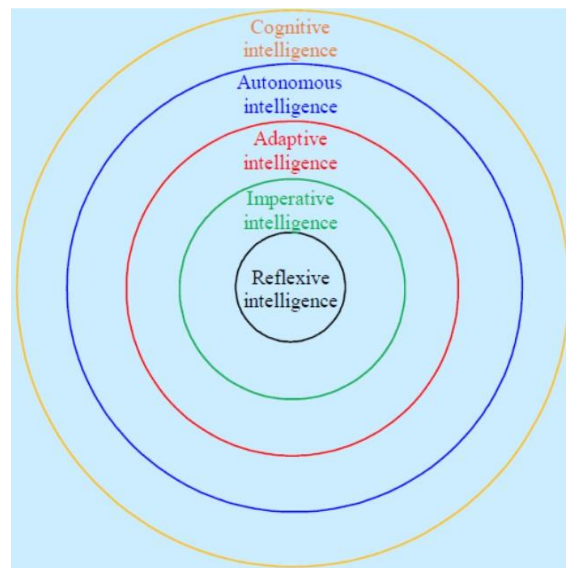 Cognitive
intelligence
Autonomous
intelligence
Adaptive
intelligence
Imperative
intelligence
Reflexive
intelligence